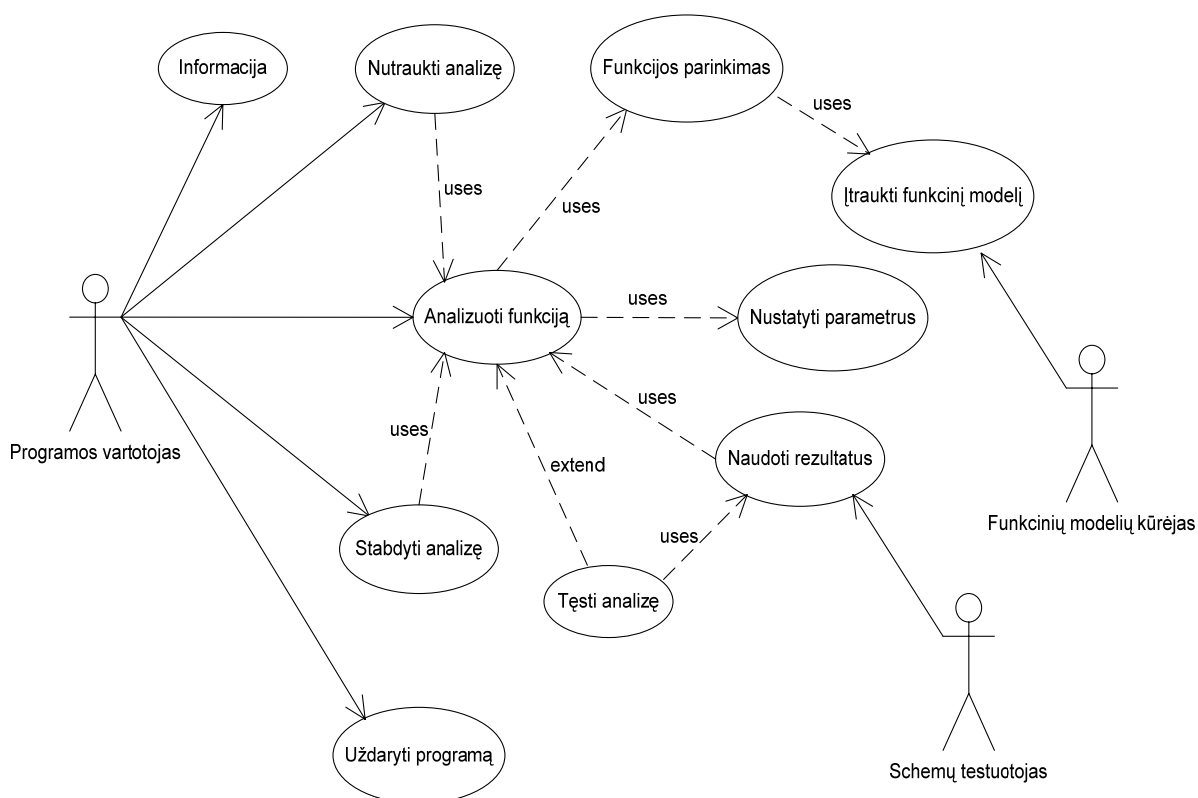 Informacija
Nutraukti analizę
Funkcijos parinkimas
uses
Įtraukti funkcinį modelį
uses
uses
Analizuoti funkciją
uses
Nustatyti parametrus
Programos vartotojas
uses
uses
extend
Naudoti rezultatus
Funkcinių modelių kūrėjas
Stabdyti analizę
uses
Tęsti analizę
Uždaryti programą
Schemų testuotojas